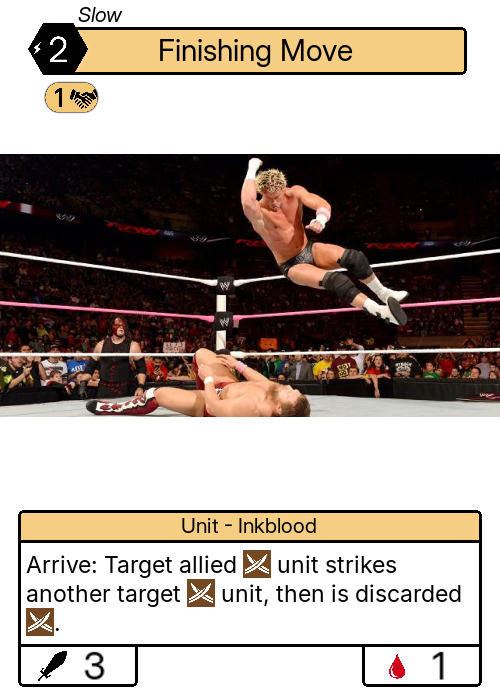 Slow
2
Finishing Move
1
Unit - Inkblood
Arrive: Target allied unit strikes
another target unit, then is discarded
.
3
1